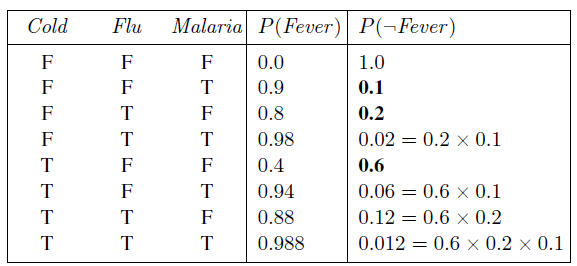 Cold Flu Malaria P(Fever) P(¬Fever)
F F F 0.0 1.0
F F T 0.9 0.1
F T F 0.8 0.2
F T T 0.98 0.02 = 0.2 × 0.1
T F F 0.4 0.6
T F T 0.94 0.06 = 0.6 × 0.1
T T F 0.88 0.12 = 0.6 × 0.2
T T T 0.988 0.012 = 0.6 × 0.2 × 0.1